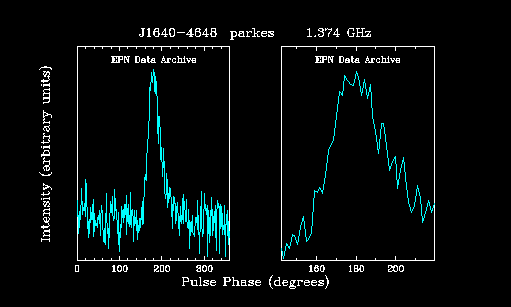 J1640-4648 parkes 1.374 GHz
EPN Data Archive EPN Data Archive
Intensity (arbitrary units)
0 100 200 300 160 180 200
Pulse Phase (degrees)